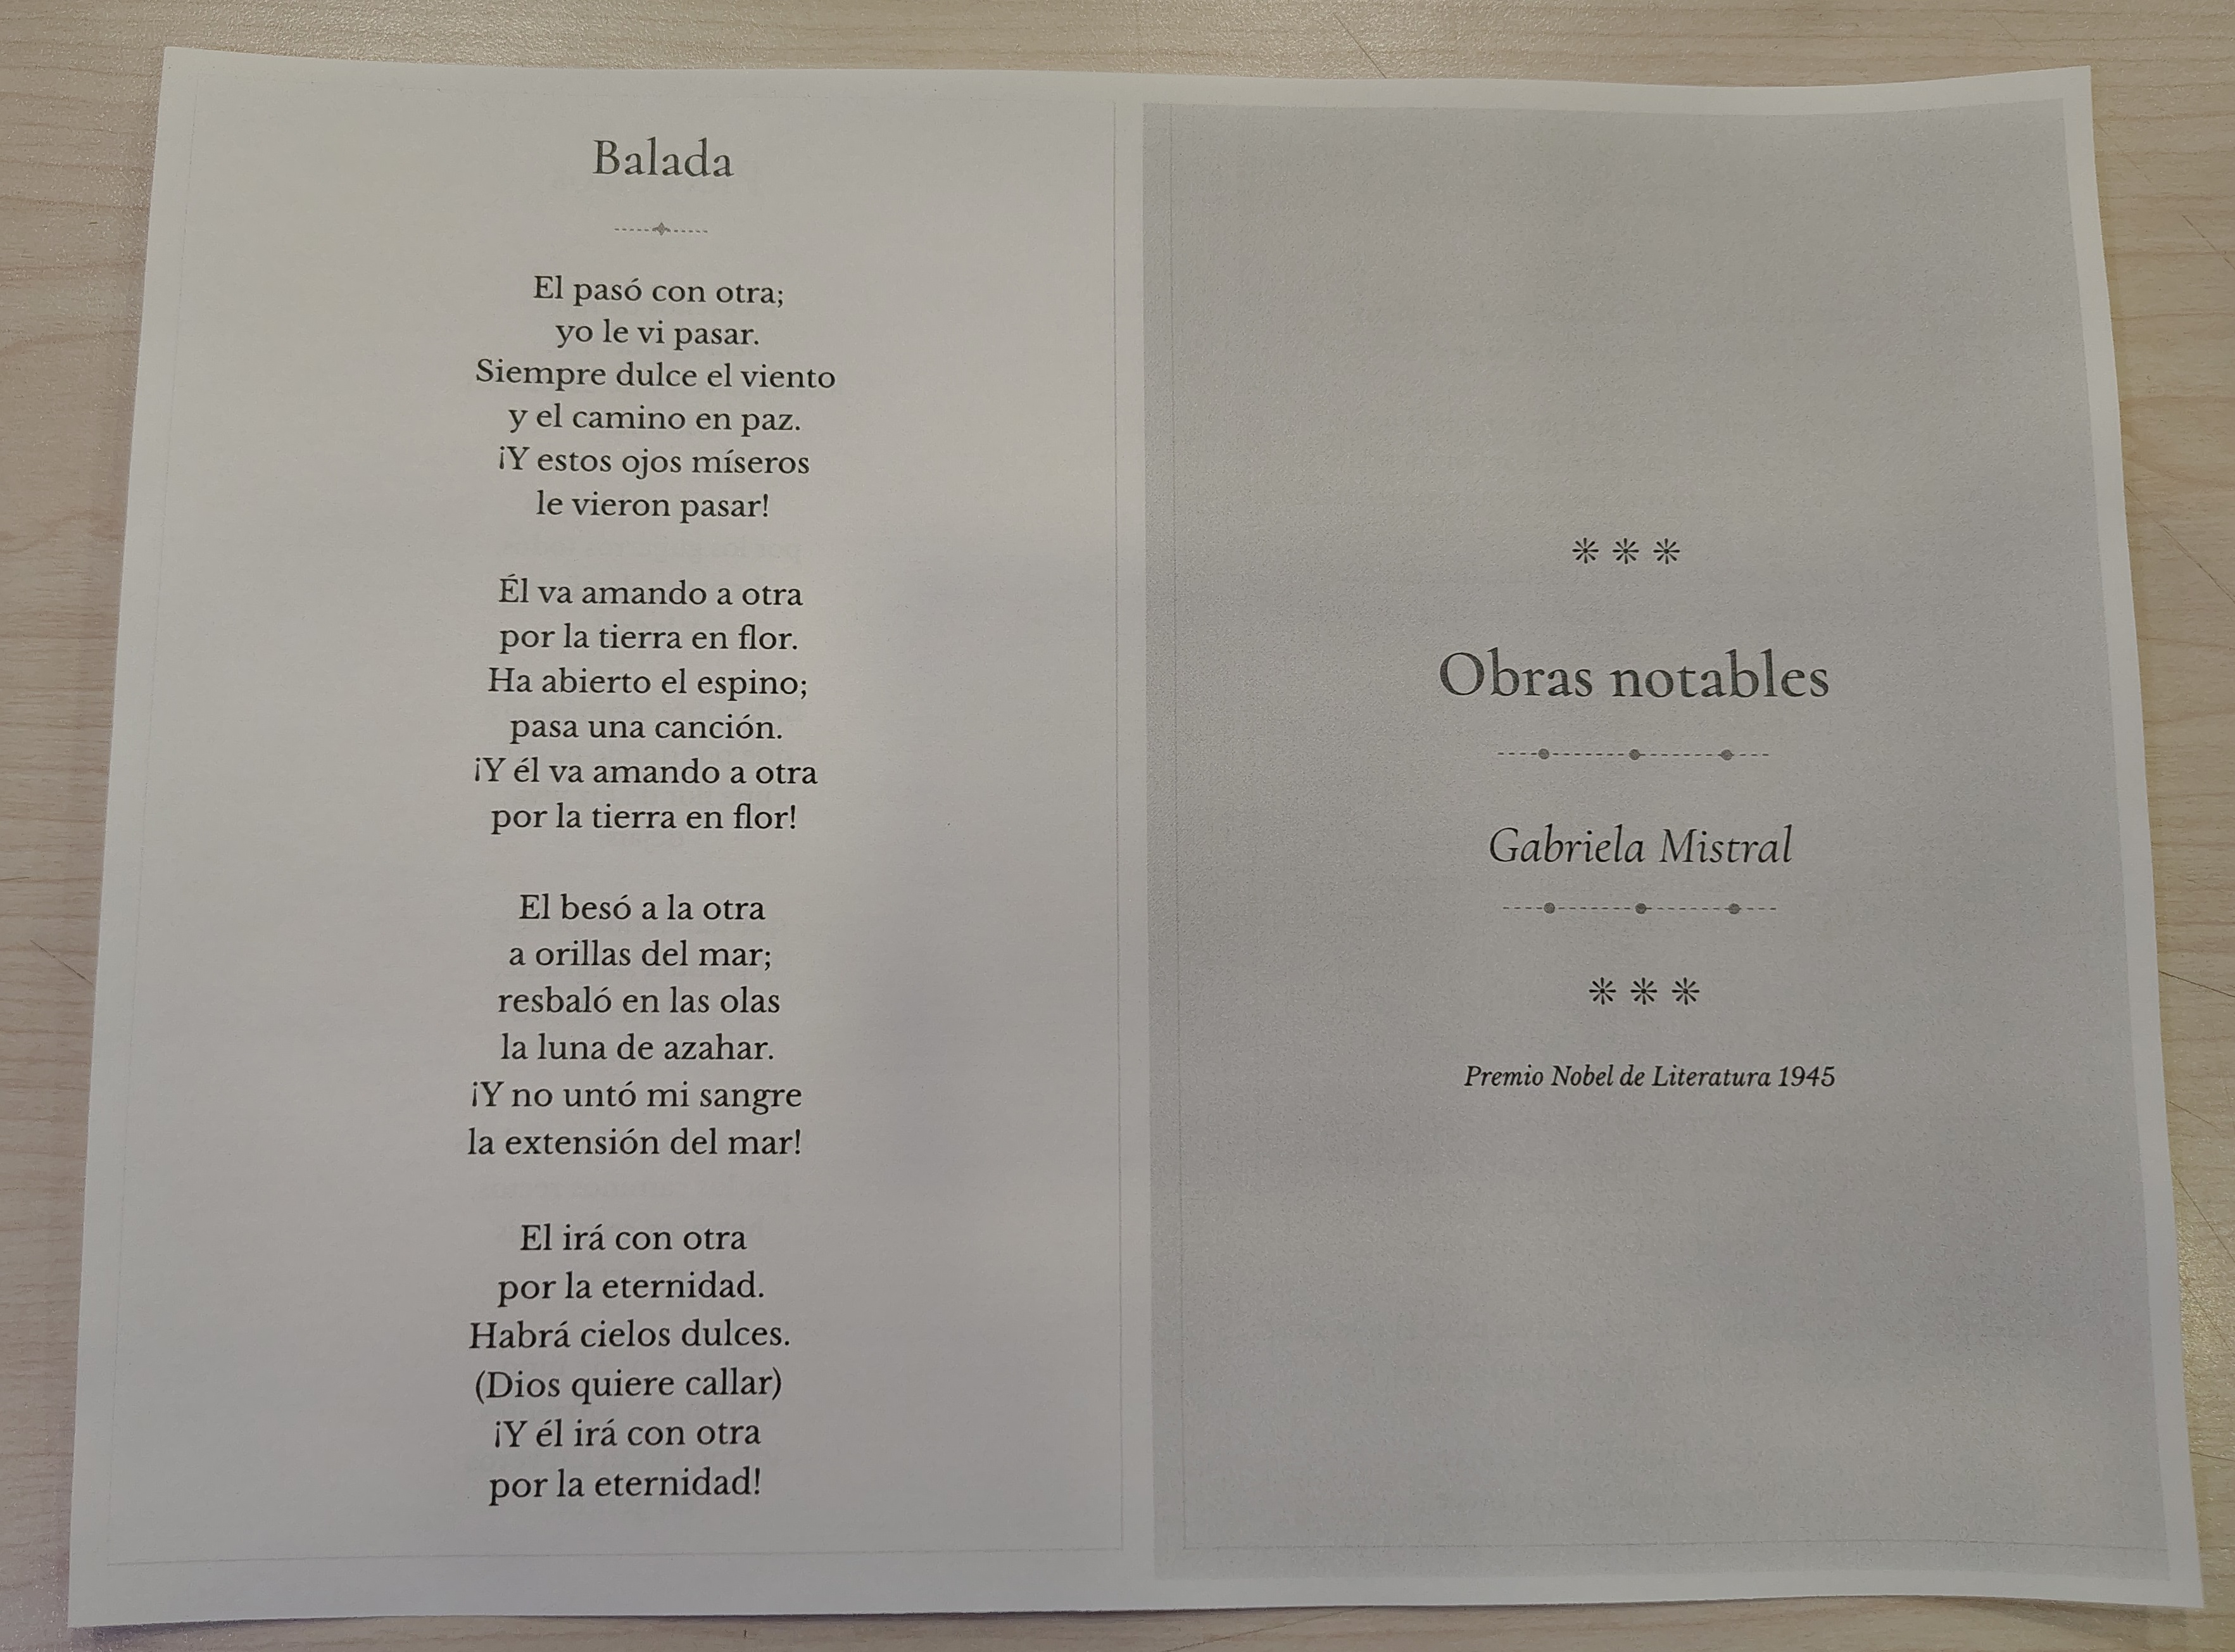 Balada
El pasó con otra;
yo le vi pasar.
Siempre dulce el viento
y el camino en paz.
¡Y estos ojos míseros
le vieron pasar!
Él va amando a otra
por la tierra en flor.
Ha abierto el espino;
pasa una canción.
¡Y él va amando a otra
por la tierra en flor!
El besó a la otra
a orillas del mar;
resbaló en las olas
la luna de azahar.
¡Y no untó mi sangre
la extensión del mar!
El irá con otra
por la eternidad.
Habrá cielos dulces.
(Dios quiere callar)
¡Y él irá con otra
por la eternidad!
Obras notables
Gabriela Mistral
Premio Nobel de Literatura 1945